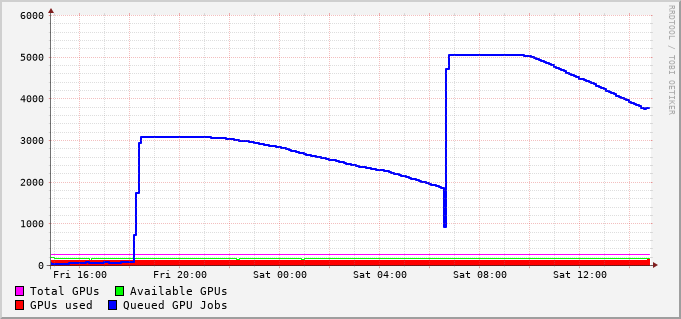 RRDTOOL / TOBI OETIKER
6000
5000
4000
3000
2000
1000
0
Fri 16:00 Fri 20:00 Sat 00:00 Sat 04:00 Sat 08:00 Sat 12:00
Total GPUs Available GPUs
GPUs used Queued GPU Jobs